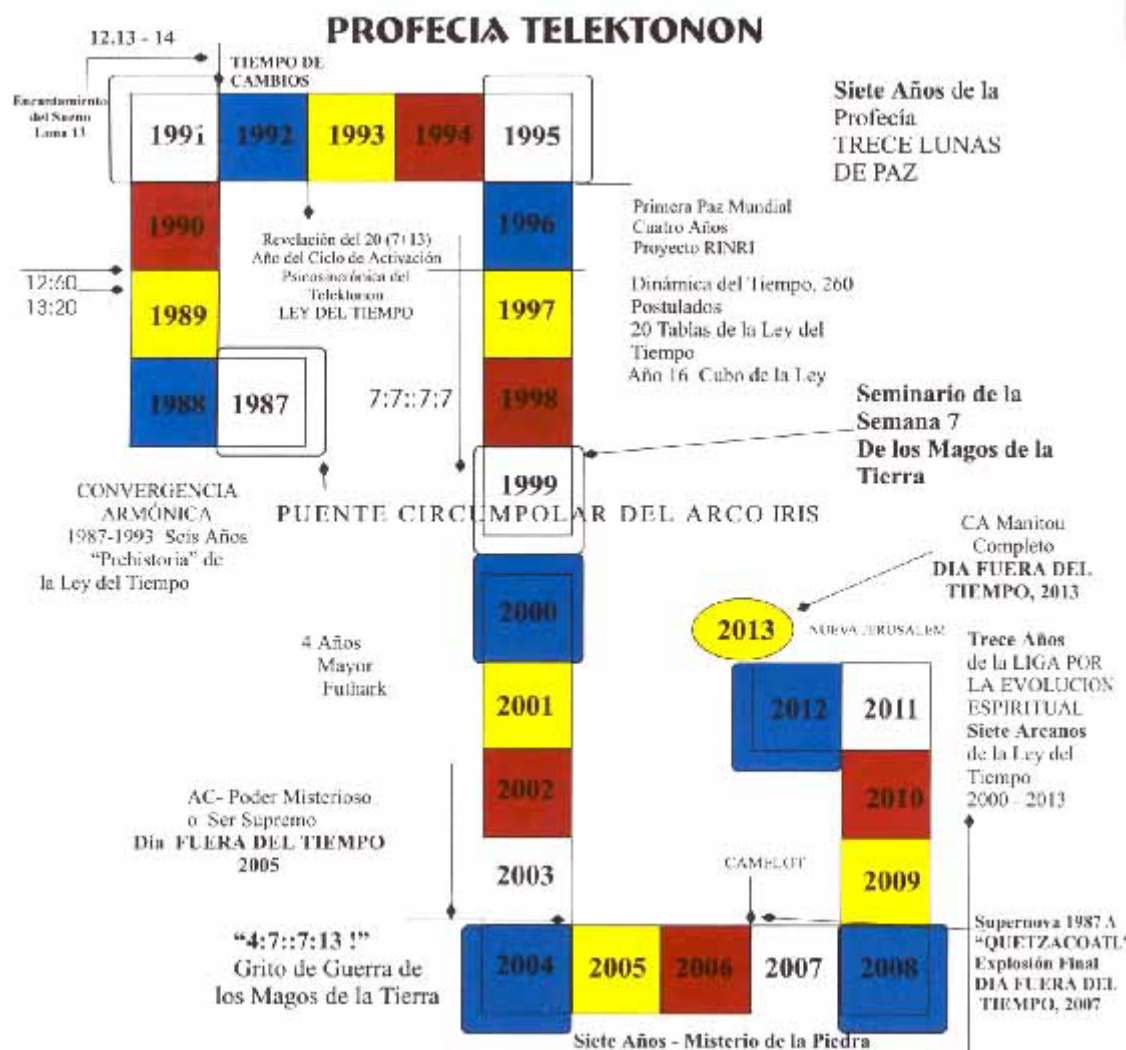 PROFECIA TELEKTONON
12.13 - 14
TIEMPO DE
CAMBIOS
Encantamiento
del Sueno
Luna 13
1991
1992
1993
1994
1995
Siete Años de la
Profecía
TRECE LUNAS
DE PAZ
1990
1996
Primera Paz Mundial
Cuatro Años
Proyecto RINRI
Revelación del 20 (7+13)
Año del Ciclo de Activación
Psicosincrónica del
Telektonon
LEY DEL TIEMPO
12:60
13:20
1989
1997
Dinámica del Tiempo, 260
Postulados
20 Tablas de la Ley del
Tiempo
Año 16 Cubo de la Ley
1988
1987
7:7::7:7
1998
Seminario de la
Semana 7
De los Magos de la
Tierra
1999
CONVERGENCIA
ARMÓNICA
1987-1993 Seis Años
"Prehistoria" de
la Ley del Tiempo
PUENTE CIRCUMPOLAR DEL ARCO IRIS
CA Manitou
Completo
DIA FUERA DEL
TIEMPO, 2013
2000
2013
NUEVA JERUSALEM
4 Años
Mayor
Futhark
2001
2012
2011
Trece Años
de la LIGA POR
LA EVOLUCION
ESPIRITUAL
Siete Arcanos
de la Ley del
Tiempo
2000 - 2013
2002
2010
AC- Poder Misterioso
o Ser Supremo
Día FUERA DEL TIEMPO
2005
2003
CAMELOT
2009
"4:7::7:13 !"
Grito de Guerra de
los Magos de la Tierra
2004
2005
2006
2007
2008
Supernova 1987 A
"QUETZACOATL"
Explosión Final
DIA FUERA DEL
TIEMPO, 2007
Siete Años - Misterio de la Piedra